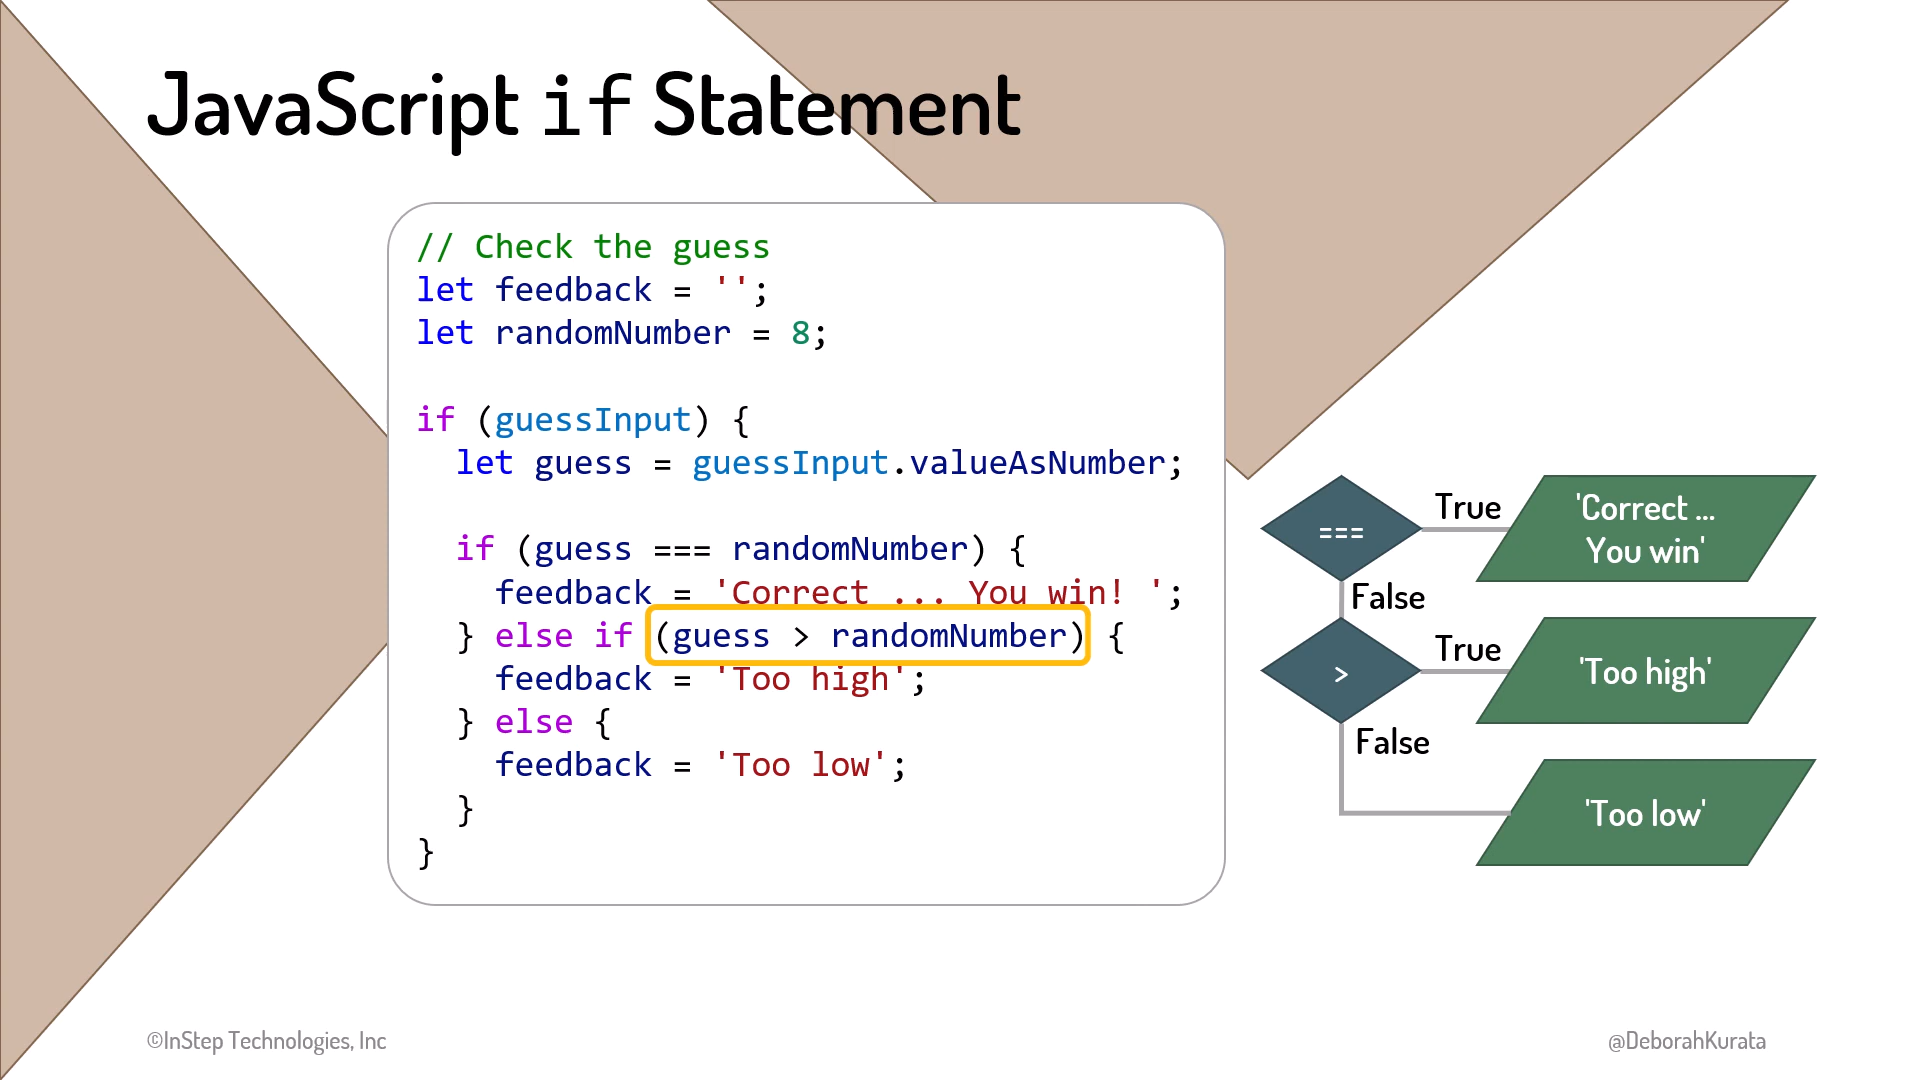 JavaScript if Statement
// Check the guess
let feedback = '';
let randomNumber = 8;
if (guessInput) {
let guess = guessInput.valueAsNumber;
if (guess === randomNumber) {
feedback = 'Correct ... You win! ';
} else if (guess > randomNumber) {
feedback = 'Too high';
} else {
feedback = 'Too low';
}
}
===
True
'Correct ...
You win'
False
>
True
'Too high'
False
'Too low'
©InStep Technologies, Inc
@DeborahKurata